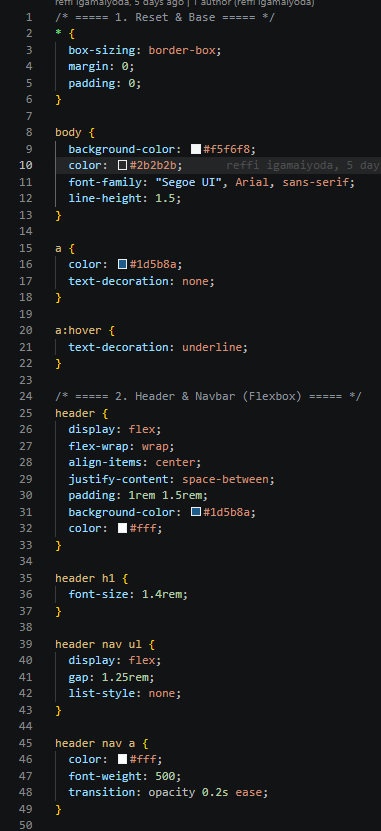 reffi igamaiyoda, 5 days ago | 1 author (reffi igamaiyoda)
1 /* ===== 1. Reset & Base ===== */
2 * {
3 box-sizing: border-box;
4 margin: 0;
5 padding: 0;
6 }
7
8 body {
9 background-color: #f5f6f8;
10 color: #2b2b2b; reffi igamaiyoda, 5 day
11 font-family: "Segoe UI", Arial, sans-serif;
12 line-height: 1.5;
13 }
14
15 a {
16 color: #1d5b8a;
17 text-decoration: none;
18 }
19
20 a:hover {
21 text-decoration: underline;
22 }
23
24 /* ===== 2. Header & Navbar (Flexbox) ===== */
25 header {
26 display: flex;
27 flex-wrap: wrap;
28 align-items: center;
29 justify-content: space-between;
30 padding: 1rem 1.5rem;
31 background-color: #1d5b8a;
32 color: #fff;
33 }
34
35 header h1 {
36 font-size: 1.4rem;
37 }
38
39 header nav ul {
40 display: flex;
41 gap: 1.25rem;
42 list-style: none;
43 }
44
45 header nav a {
46 color: #fff;
47 font-weight: 500;
48 transition: opacity 0.2s ease;
49 }
50